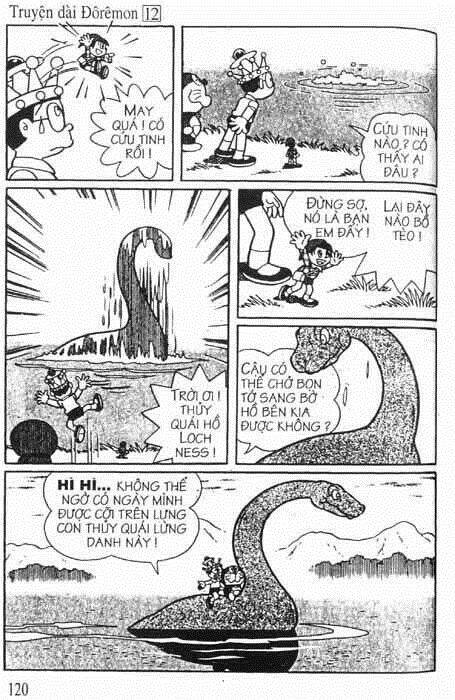 Truyện dài Đôrêmon 12
MAY
QUÁ ! CÓ
CỨU TINH
RỒI !
CỨU TINH
NÀO ? CÓ
THẤY AI
ĐÂU ?
TRỜI ƠI !
THỦY
QUÁI HỒ
LOCH
NESS !
ĐỪNG SỢ,
NÓ LÀ BẠN
EM ĐẤY !
LẠI ĐÂY
NÀO BỒ
TÈO !
CẬU CÓ
THỂ CHỞ BỌN
TỚ SANG BỜ
HỒ BÊN KIA
ĐƯỢC KHÔNG ?
HÌ HÌ... KHÔNG THỂ
NGỜ CÓ NGÀY MÌNH
ĐƯỢC CỠI TRÊN LƯNG
CON THỦY QUÁI LỪNG
DANH NÀY !
120